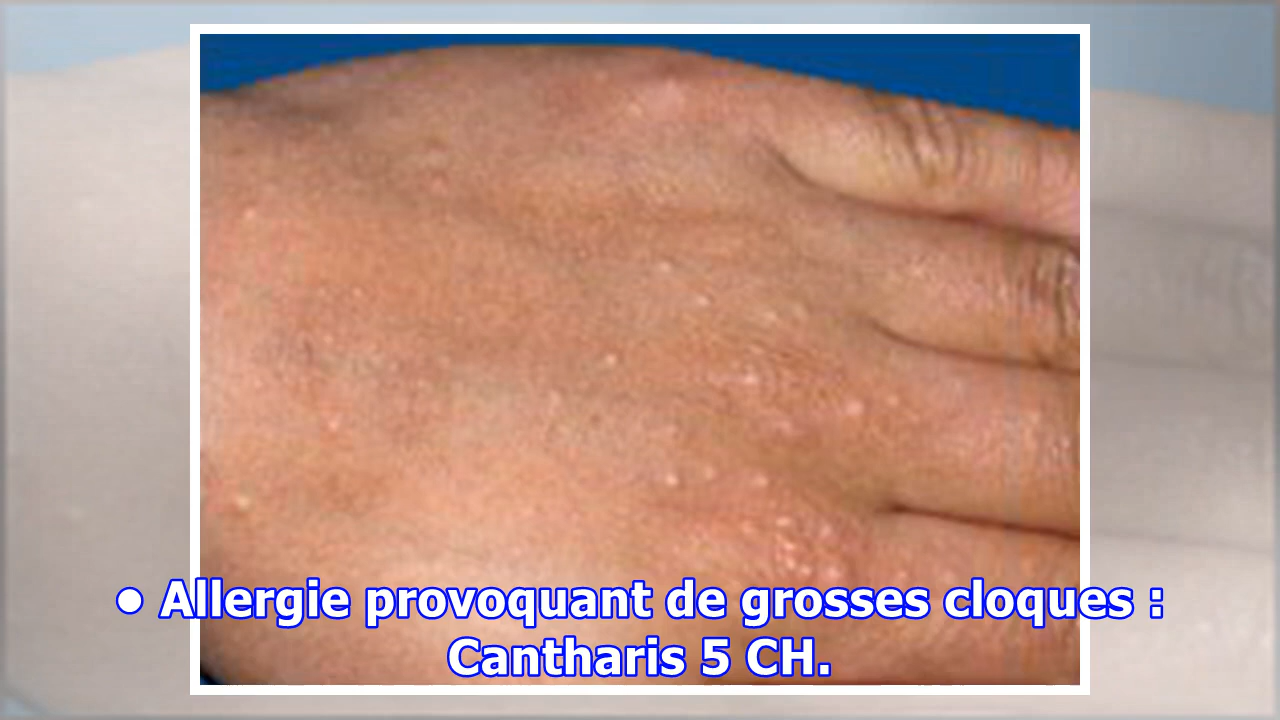 • Allergie provoquant de grosses cloques :
Cantharis 5 CH.